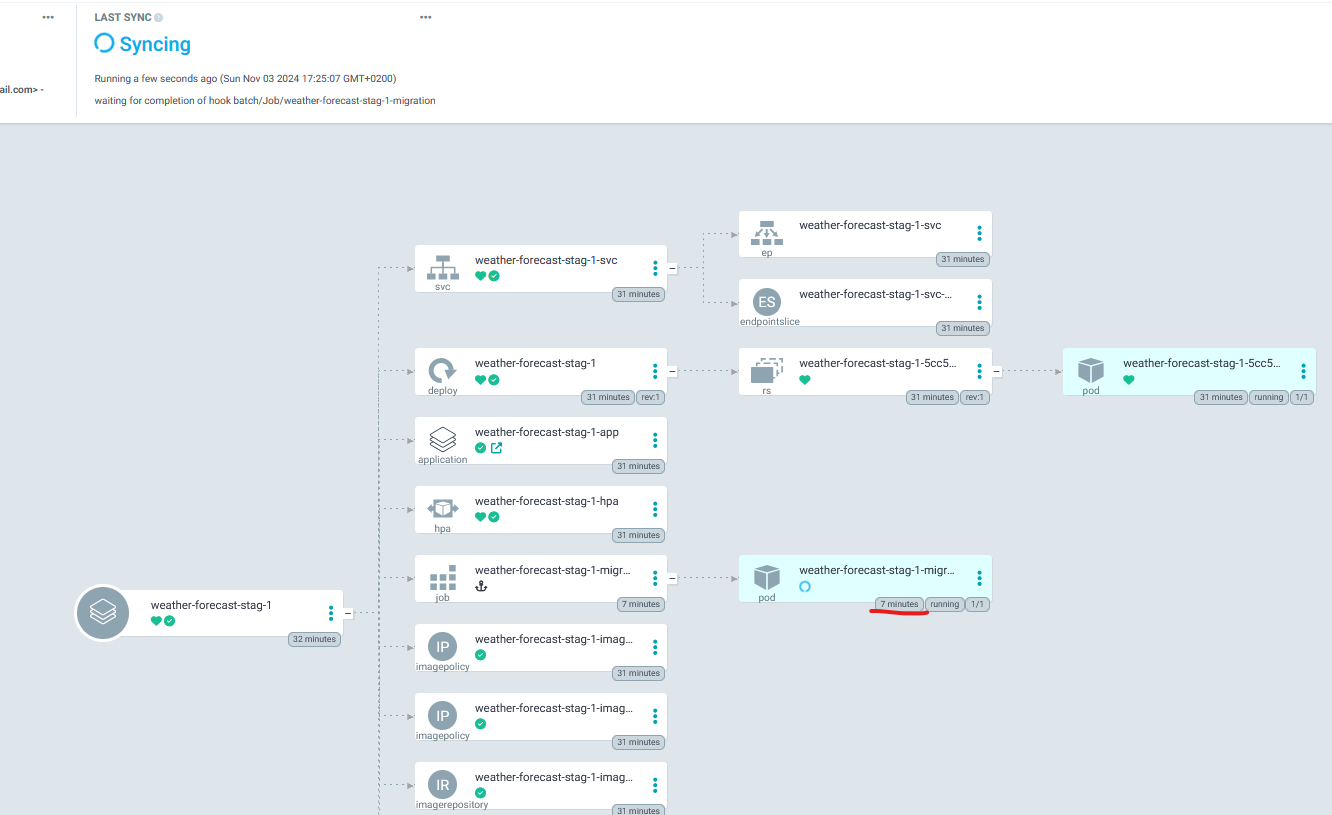 LAST SYNC
Syncing
Running a few seconds ago (Sun Nov 03 2024 17:25:07 GMT+0200)
waiting for completion of hook batch/Job/weather-forecast-stag-1-migration
ail.com> -
weather-forecast-stag-1-svc
ep
31 minutes
weather-forecast-stag-1-svc
svc
31 minutes
ES
weather-forecast-stag-1-svc-...
endpointslice
31 minutes
weather-forecast-stag-1
deploy
31 minutes
rev:1
weather-forecast-stag-1-5cc5...
rs
31 minutes
rev:1
weather-forecast-stag-1-5cc5...
pod
31 minutes
running
1/1
weather-forecast-stag-1-app
application
31 minutes
weather-forecast-stag-1-hpa
hpa
31 minutes
weather-forecast-stag-1-migr...
job
7 minutes
weather-forecast-stag-1-migr...
pod
7 minutes
running
1/1
weather-forecast-stag-1
32 minutes
IP
weather-forecast-stag-1-imag...
imagepolicy
31 minutes
IP
weather-forecast-stag-1-imag...
imagepolicy
31 minutes
IR
weather-forecast-stag-1-imag...
imagerepository
31 minutes